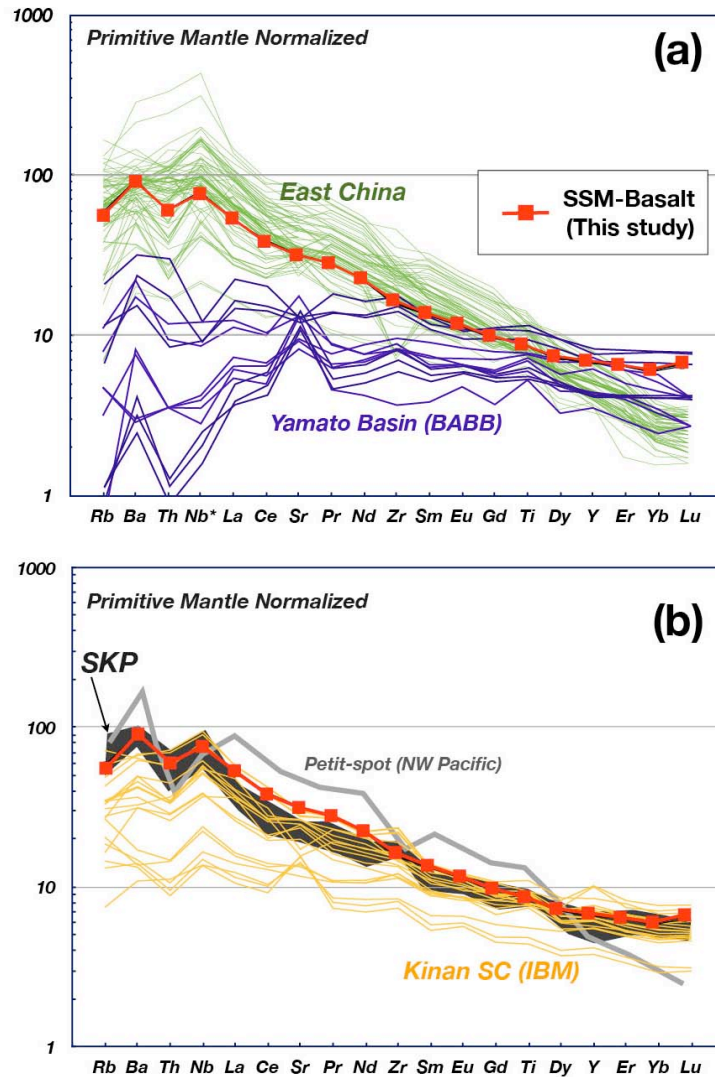 1000
Primitive Mantle Normalized
(a)
East China
SSM-Basalt
(This study)
100
10
Yamato Basin (BABB)
1
Rb Ba Th Nb* La Ce Sr Pr Nd Zr Sm Eu Gd Ti Dy Y Er Yb Lu
1000
Primitive Mantle Normalized
(b)
SKP
100
Petit-spot (NW Pacific)
10
Kinan SC (IBM)
1
Rb Ba Th Nb La Ce Sr Pr Nd Zr Sm Eu Gd Ti Dy Y Er Yb Lu